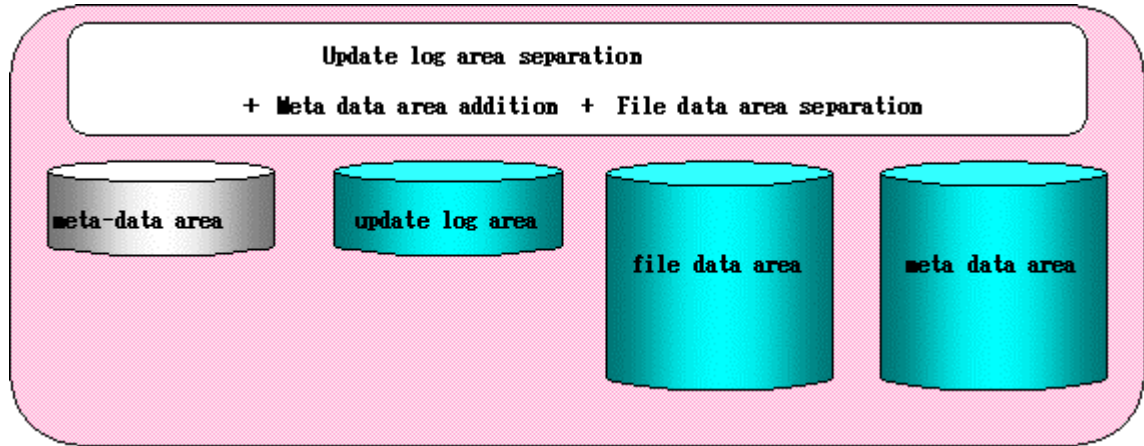 Update log area separation
+ Meta data area addition + File data area separation
meta-data area
update log area
file data area
meta data area